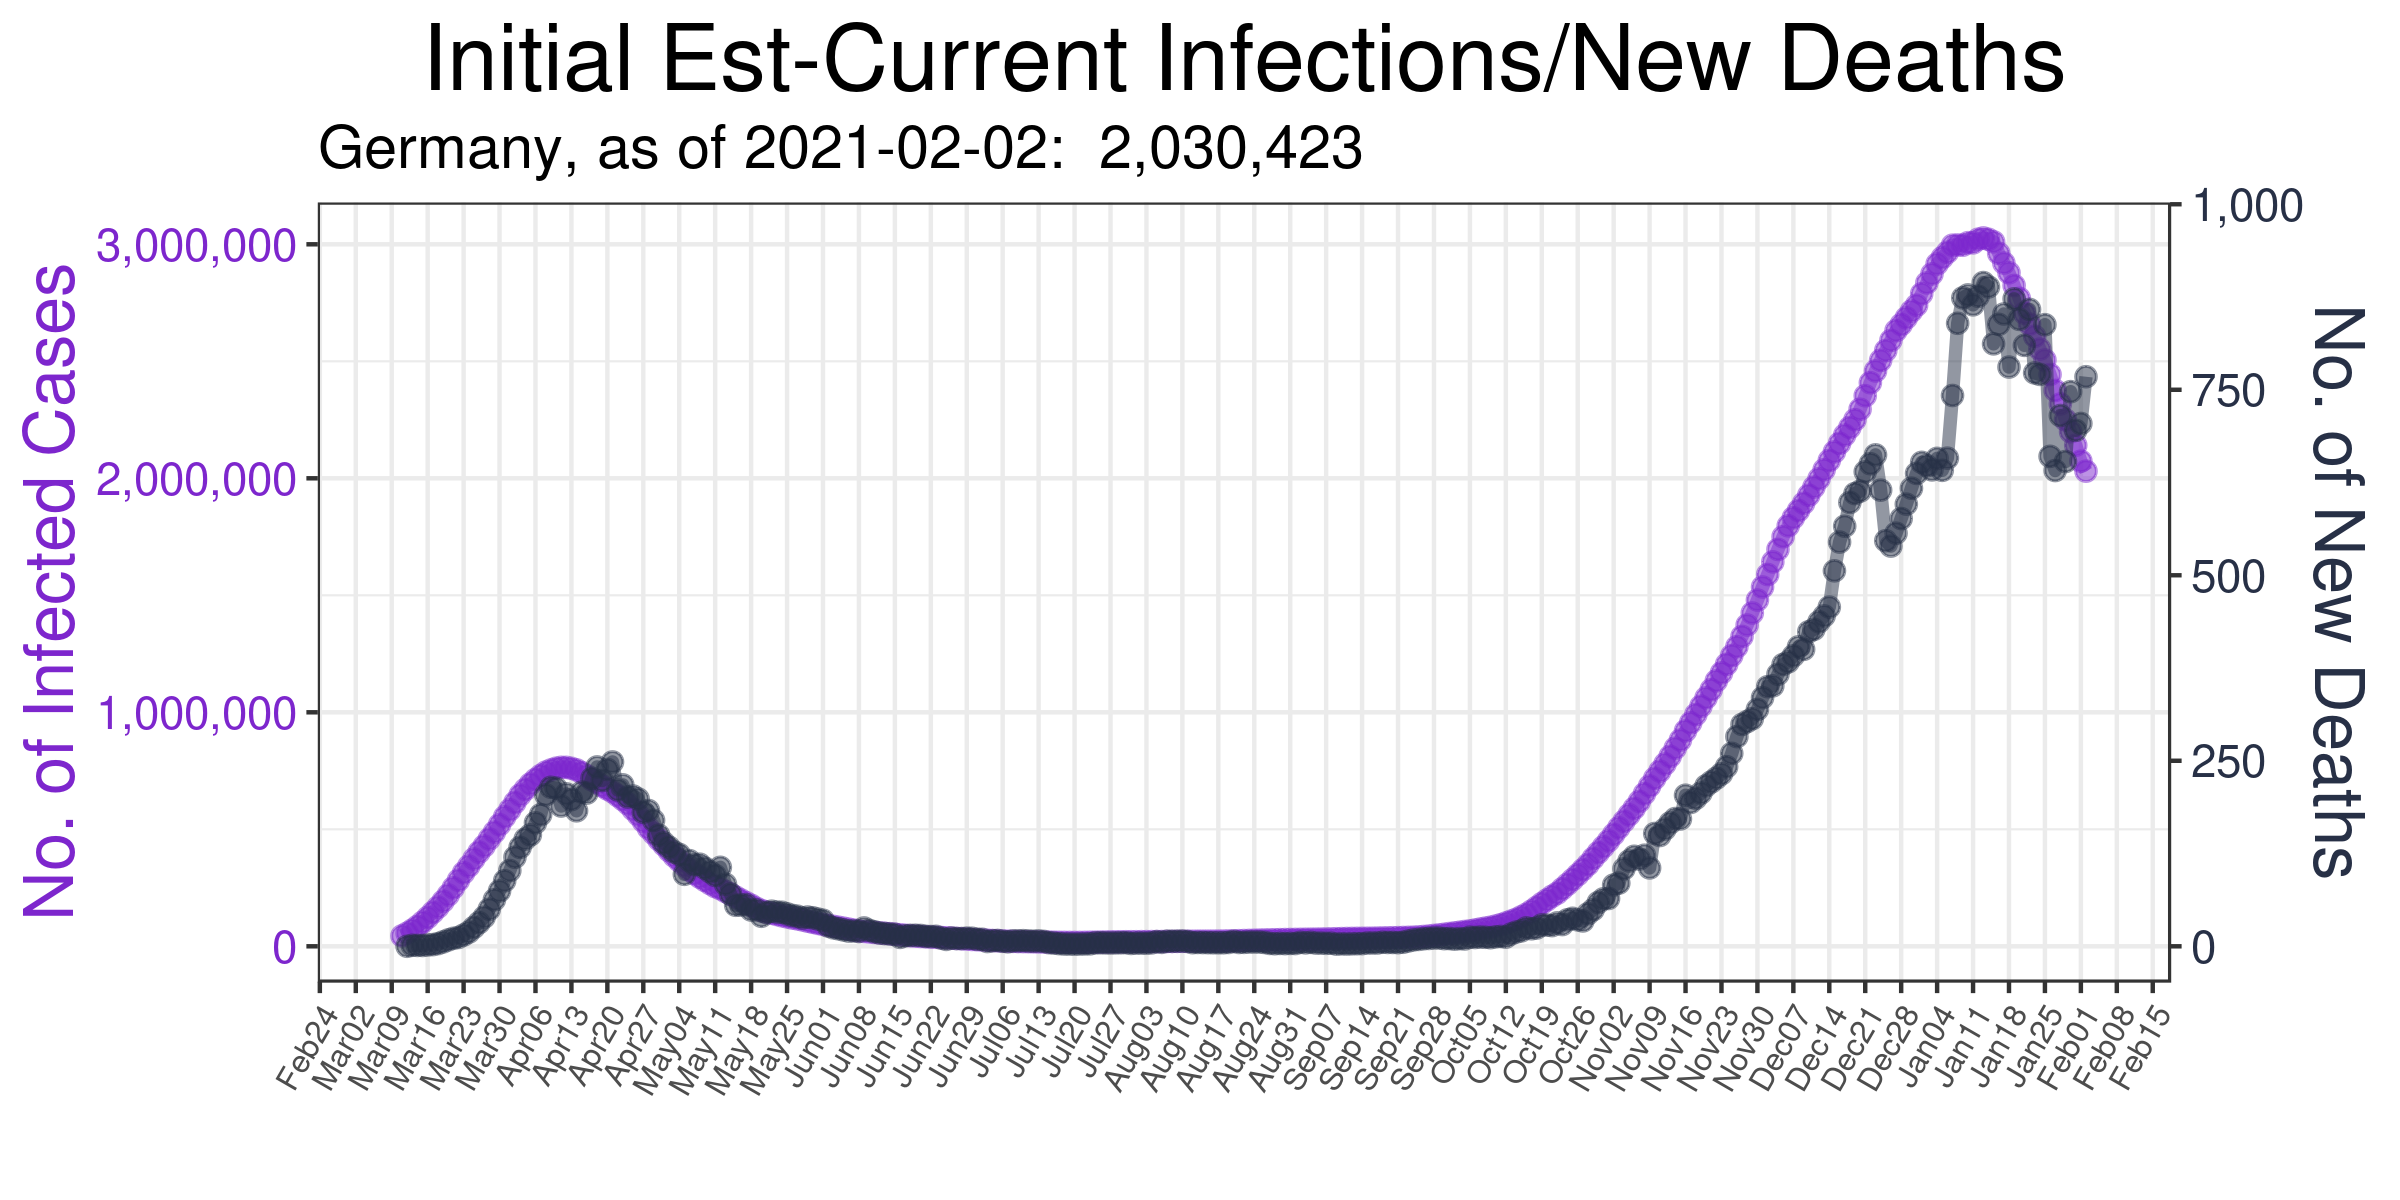 Initial Est-Current Infections/New Deaths
Germany, as of 2021-02-02:  2,030,423
No. of Infected Cases
3,000,000
2,000,000
1,000,000
0
1,000
750
500
250
0
No. of New Deaths
Feb24
Mar02
Mar09
Mar16
Mar23
Mar30
Apr06
Apr13
Apr20
Apr27
May04
May11
May18
May25
Jun01
Jun08
Jun15
Jun22
Jun29
Jul06
Jul13
Jul20
Jul27
Aug03
Aug10
Aug17
Aug24
Aug31
Sep07
Sep14
Sep21
Sep28
Oct05
Oct12
Oct19
Oct26
Nov02
Nov09
Nov16
Nov23
Nov30
Dec07
Dec14
Dec21
Dec28
Jan04
Jan11
Jan18
Jan25
Feb01
Feb08
Feb15